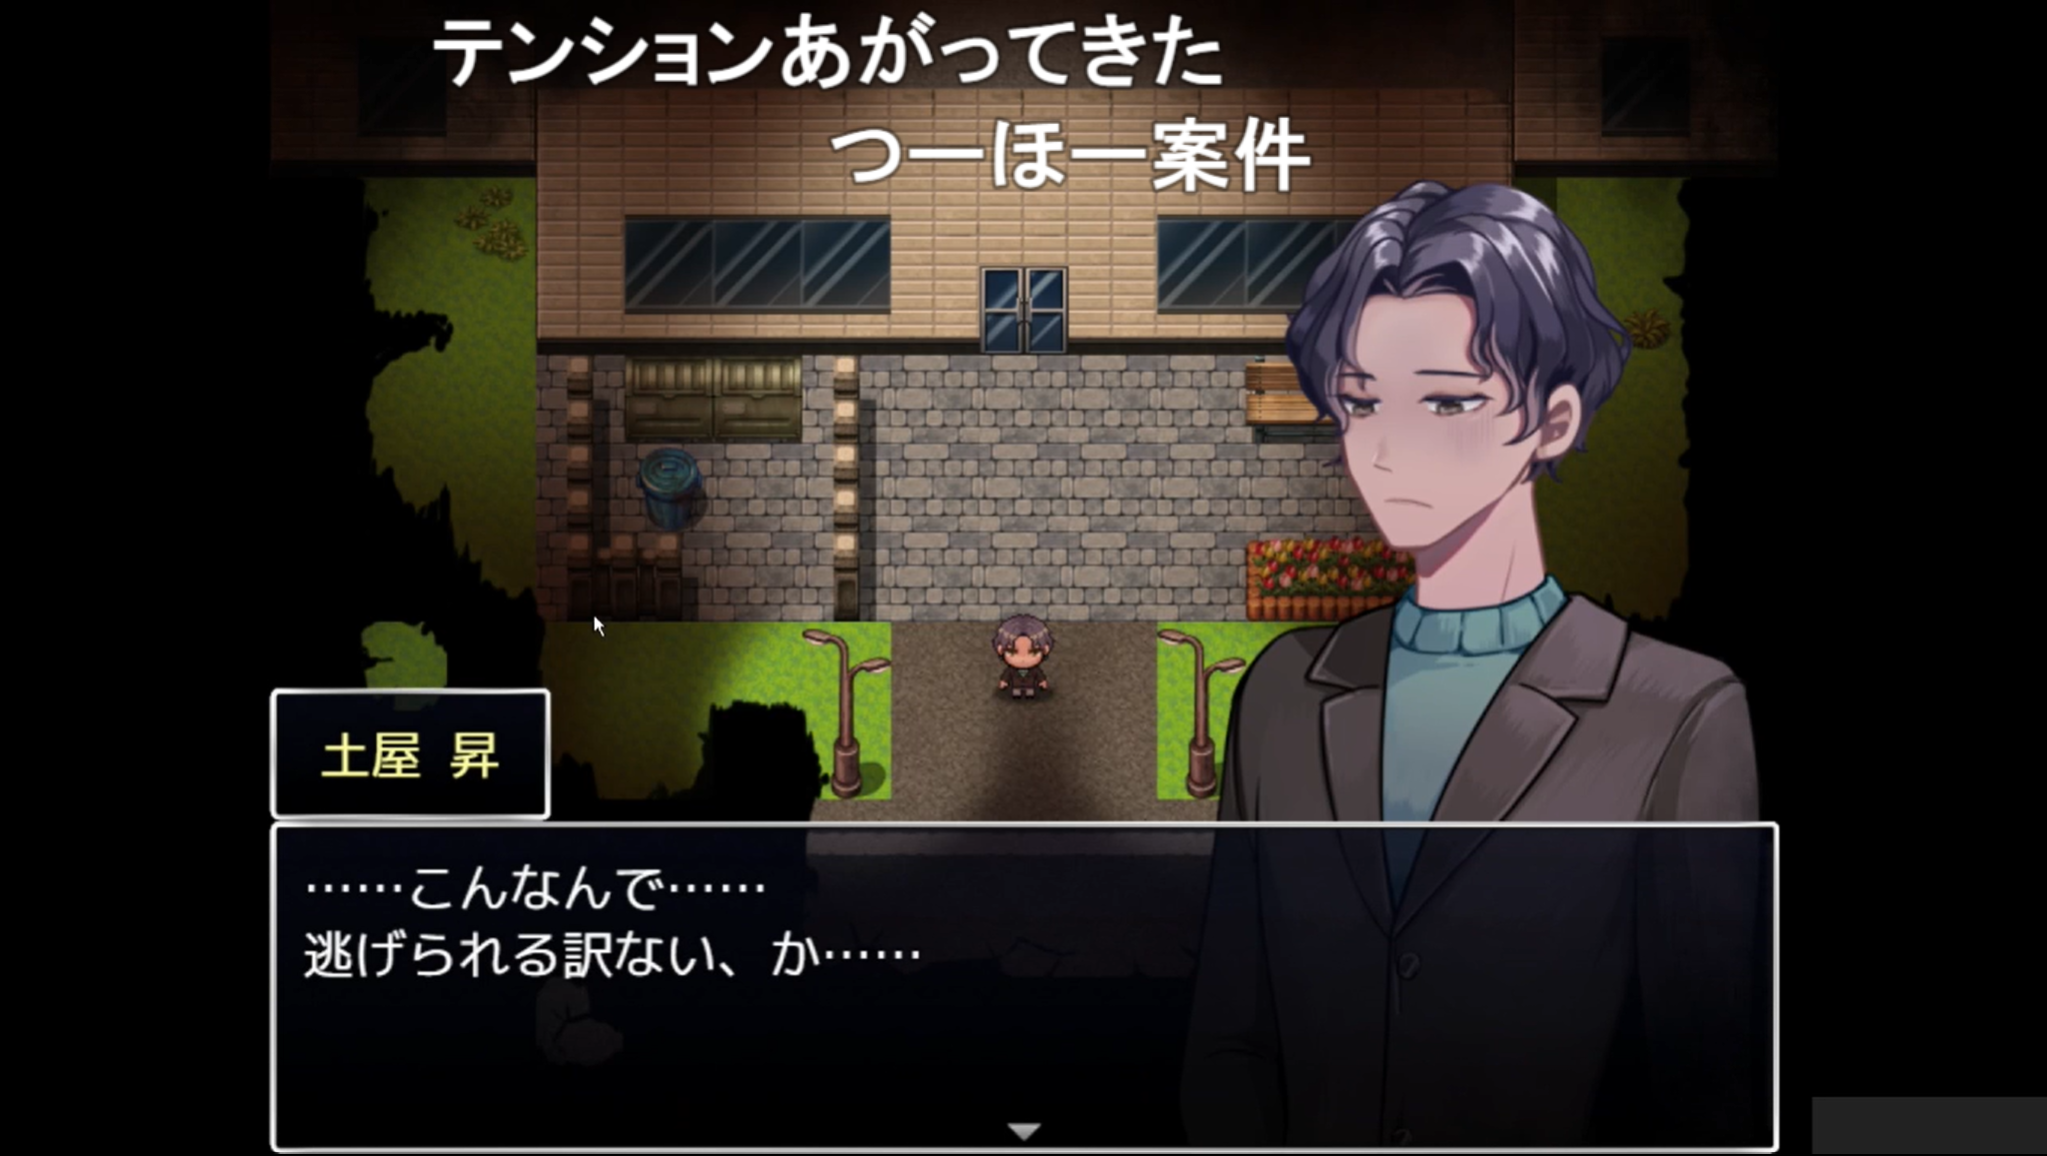 テンションあがってきた
つーほー案件
土屋 昇
……こんなんで……
逃げられる訳ない、か……